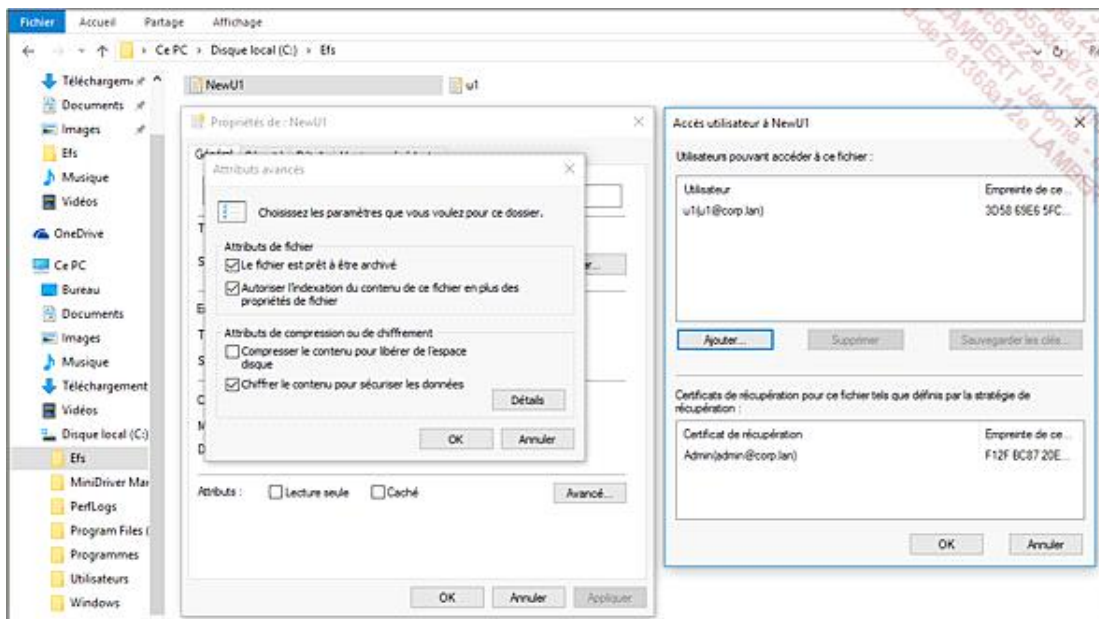 Fichier Accueil Partage Affichage
Ce PC > Disque local (C:) > Efs
Téléchargem
Documents
Images
Efs
Musique
Vidéos
OneDrive
Ce PC
Bureau
Documents
Images
Musique
Téléchargement
Vidéos
Disque local (C:)
Efs
MiniDriver Mar
PerfLogs
Program Files (
Programmes
Utilisateurs
Windows
NewU1 u1
Propriétés de : NewU1
Attributs avancés
Choisissez les paramètres que vous voulez pour ce dossier.
Attributs de fichier
Le fichier est prêt à être archivé
Autoriser l'indexation du contenu de ce fichier en plus des
propriétés de fichier
Attributs de compression ou de chiffrement
Compresser le contenu pour libérer de l'espace
disque
Chiffrer le contenu pour sécuriser les données
Détails
OK Annuler
Attributs : Lecture seule Caché Avancé...
OK Annuler Appliquer
Accès utilisateur à NewU1
Utilisateurs pouvant accéder à ce fichier :
Utilisateur Empreinte de ce...
u1(u1@corp.lan) 3D58 69E6 5FC...
Ajouter... Supprimer Sauvegarder les clés...
Certificats de récupération pour ce fichier tels que définis par la stratégie de
récupération :
Certificat de récupération Empreinte de ce...
Admin(admin@corp.lan) F12F BC87 20E...
OK Annuler
LAMBERT Jérome